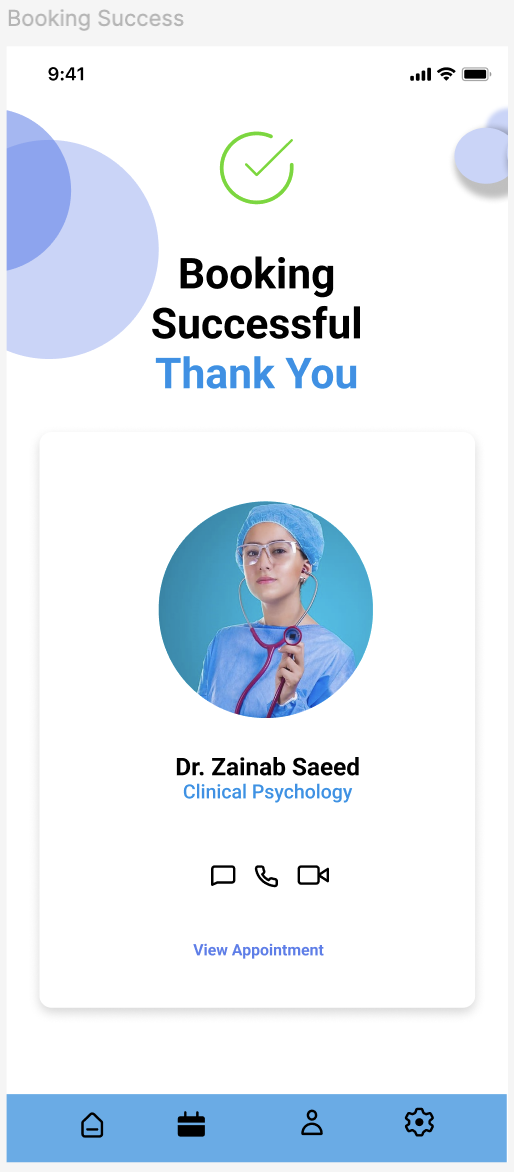 Booking Success
9:41
Booking
Successful
Thank You
Dr. Zainab Saeed
Clinical Psychology
View Appointment